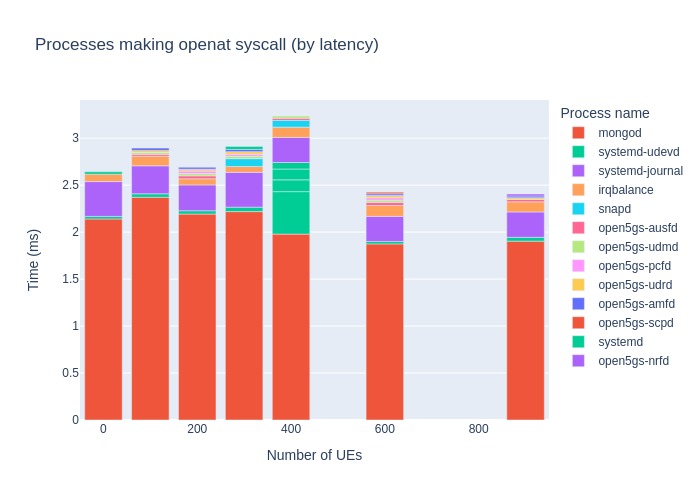 Processes making openat syscall (by latency)
Process name
mongod
systemd-udevd
systemd-journal
irqbalance
snapd
open5gs-ausfd
open5gs-udmd
open5gs-pcfd
open5gs-udrd
open5gs-amfd
open5gs-scpd
systemd
open5gs-nrfd
Time (ms)
3
2.5
2
1.5
1
0.5
0
0 200 400 600 800
Number of UEs